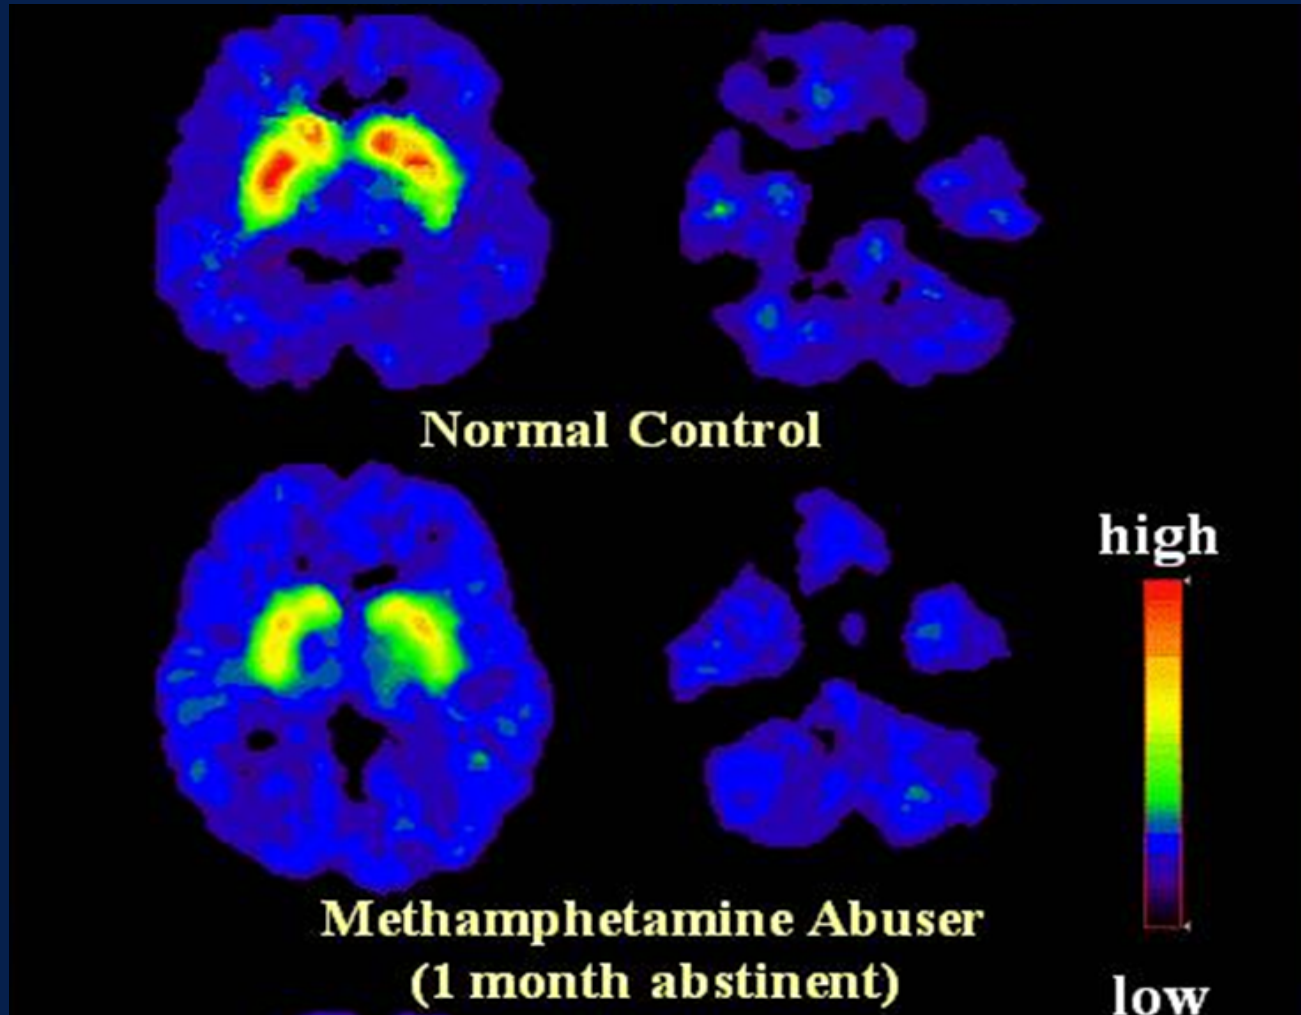 Normal Control
high
Methamphetamine Abuser
(1 month abstinent)
low